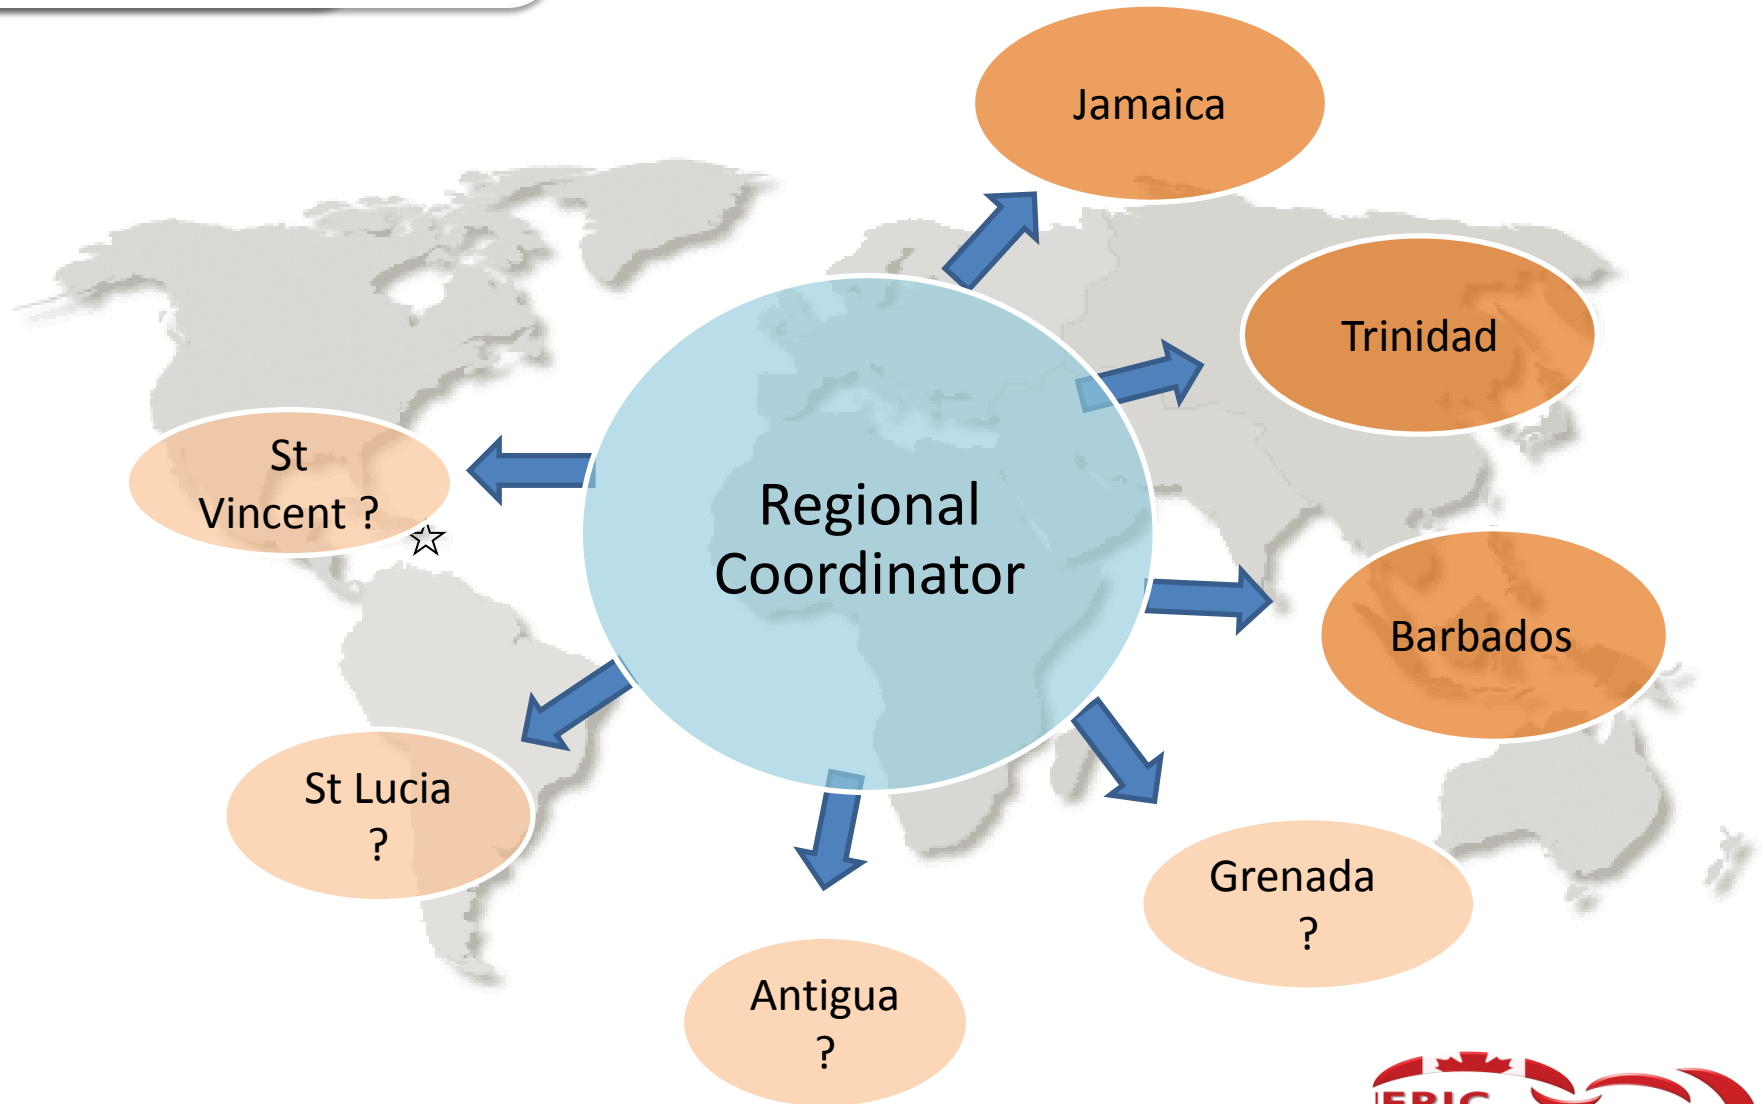 Jamaica
Trinidad
St
Vincent ?
Regional
Coordinator
Barbados
St Lucia
?
Grenada
?
Antigua
?